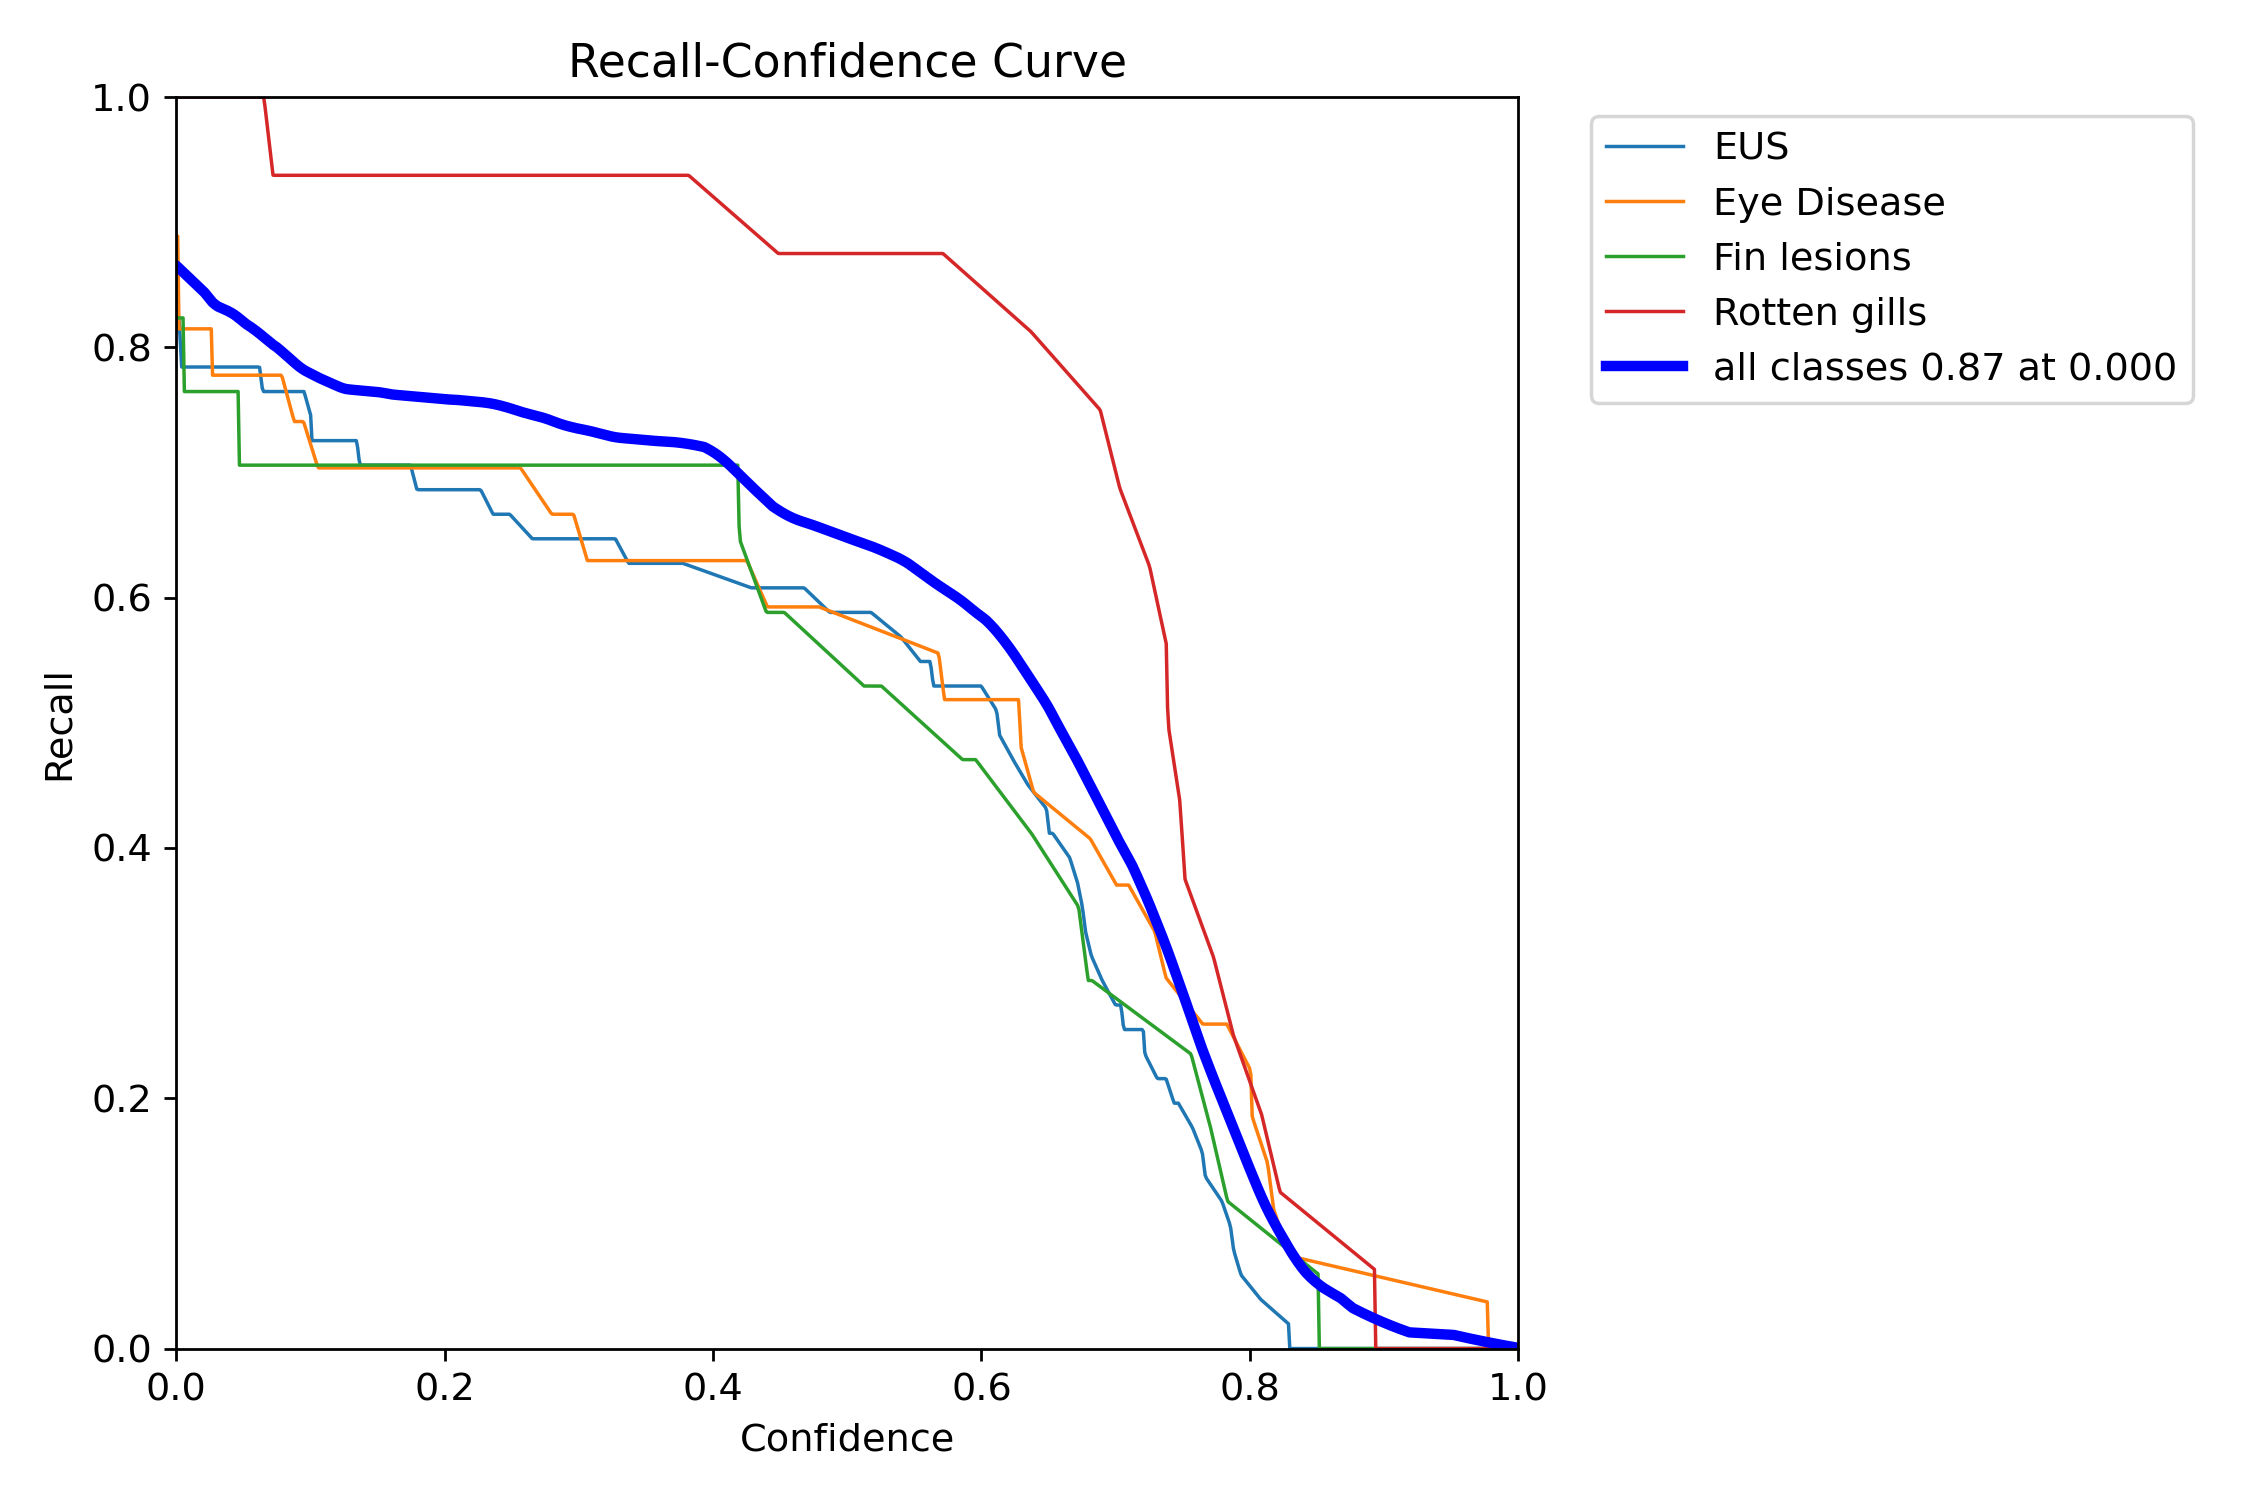 Recall-Confidence Curve
1.0
0.8
0.6
0.4
0.2
0.0
Recall
0.0 0.2 0.4 0.6 0.8 1.0
Confidence
EUS
Eye Disease
Fin lesions
Rotten gills
all classes 0.87 at 0.000